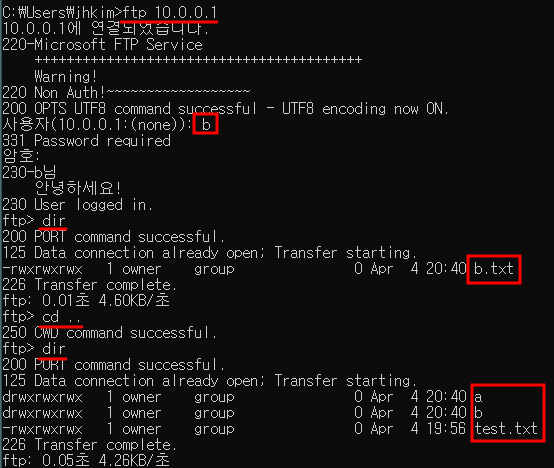 C:\Users\jhkim>ftp 10.0.0.1
10.0.0.1에 연결되었습니다.
220-Microsoft FTP Service
+++++++++++++++++++++++++++++++++++++++++
Warning!
220 Non Auth!~~~~~~~~~~~~~~~~~~
200 OPTS UTF8 command successful - UTF8 encoding now ON.
사용자(10.0.0.1:(none)): b
331 Password required
암호:
230-b님
안녕하세요!
230 User logged in.
ftp> dir
200 PORT command successful.
125 Data connection already open; Transfer starting.
-rwxrwxrwx   1 owner    group               0 Apr  4 20:40 b.txt
226 Transfer complete.
ftp: 0.01초 4.60KB/초
ftp> cd ..
250 CWD command successful.
ftp> dir
200 PORT command successful.
125 Data connection already open; Transfer starting.
drwxrwxrwx   1 owner    group               0 Apr  4 20:40 a
drwxrwxrwx   1 owner    group               0 Apr  4 20:40 b
-rwxrwxrwx   1 owner    group               0 Apr  4 19:56 test.txt
226 Transfer complete.
ftp: 0.05초 4.26KB/초